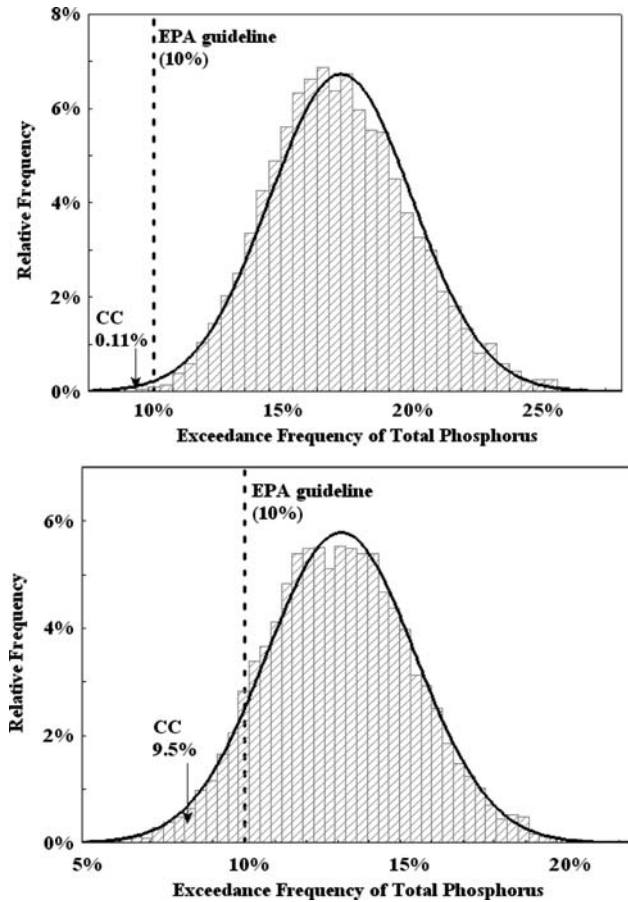 8%
EPA guideline
(10%)
6%
Relative Frequency
4%
2%
CC
0.11%
0%
10%
15%
20%
25%
Exceedance Frequency of Total Phosphorus
EPA guideline
(10%)
6%
Relative Frequency
4%
2%
CC
9.5%
0%
5%
10%
15%
20%
Exceedance Frequency of Total Phosphorus